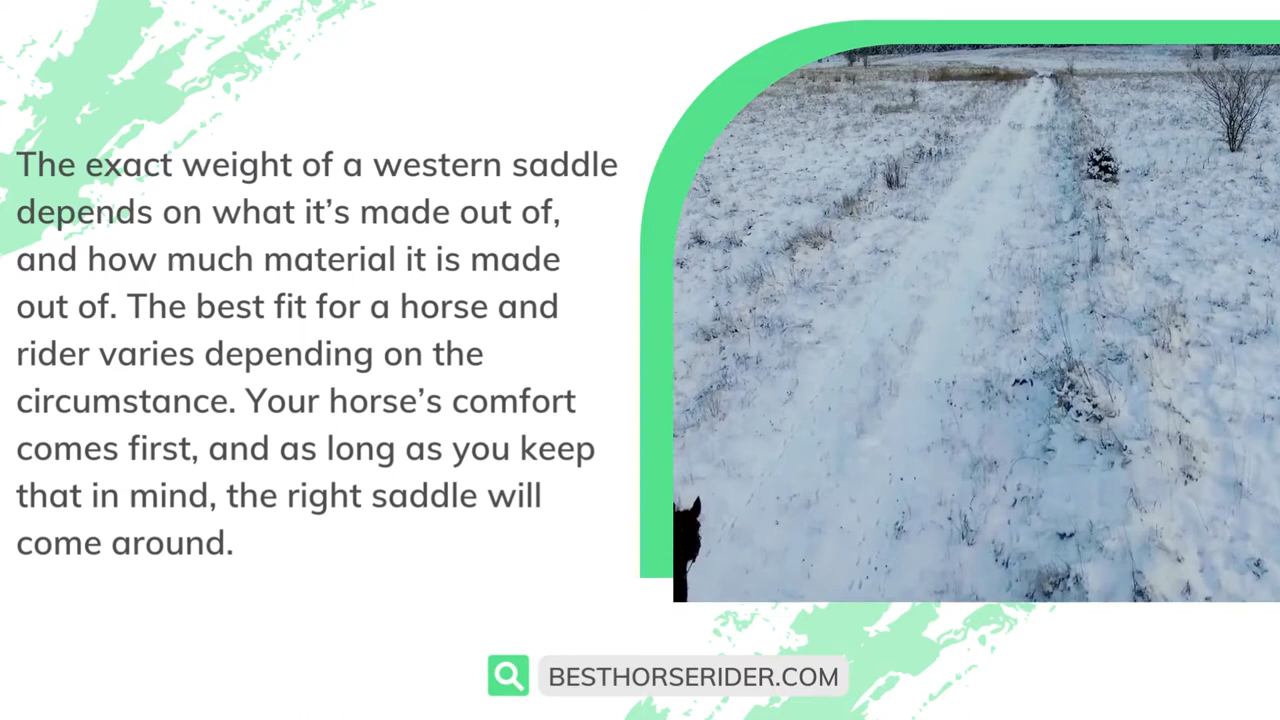 The exact weight of a western saddle
depends on what it’s made out of,
and how much material it is made
out of. The best fit for a horse and
rider varies depending on the
circumstance. Your horse’s comfort
comes first, and as long as you keep
that in mind, the right saddle will
come around.
BESTHORSERIDER.COM